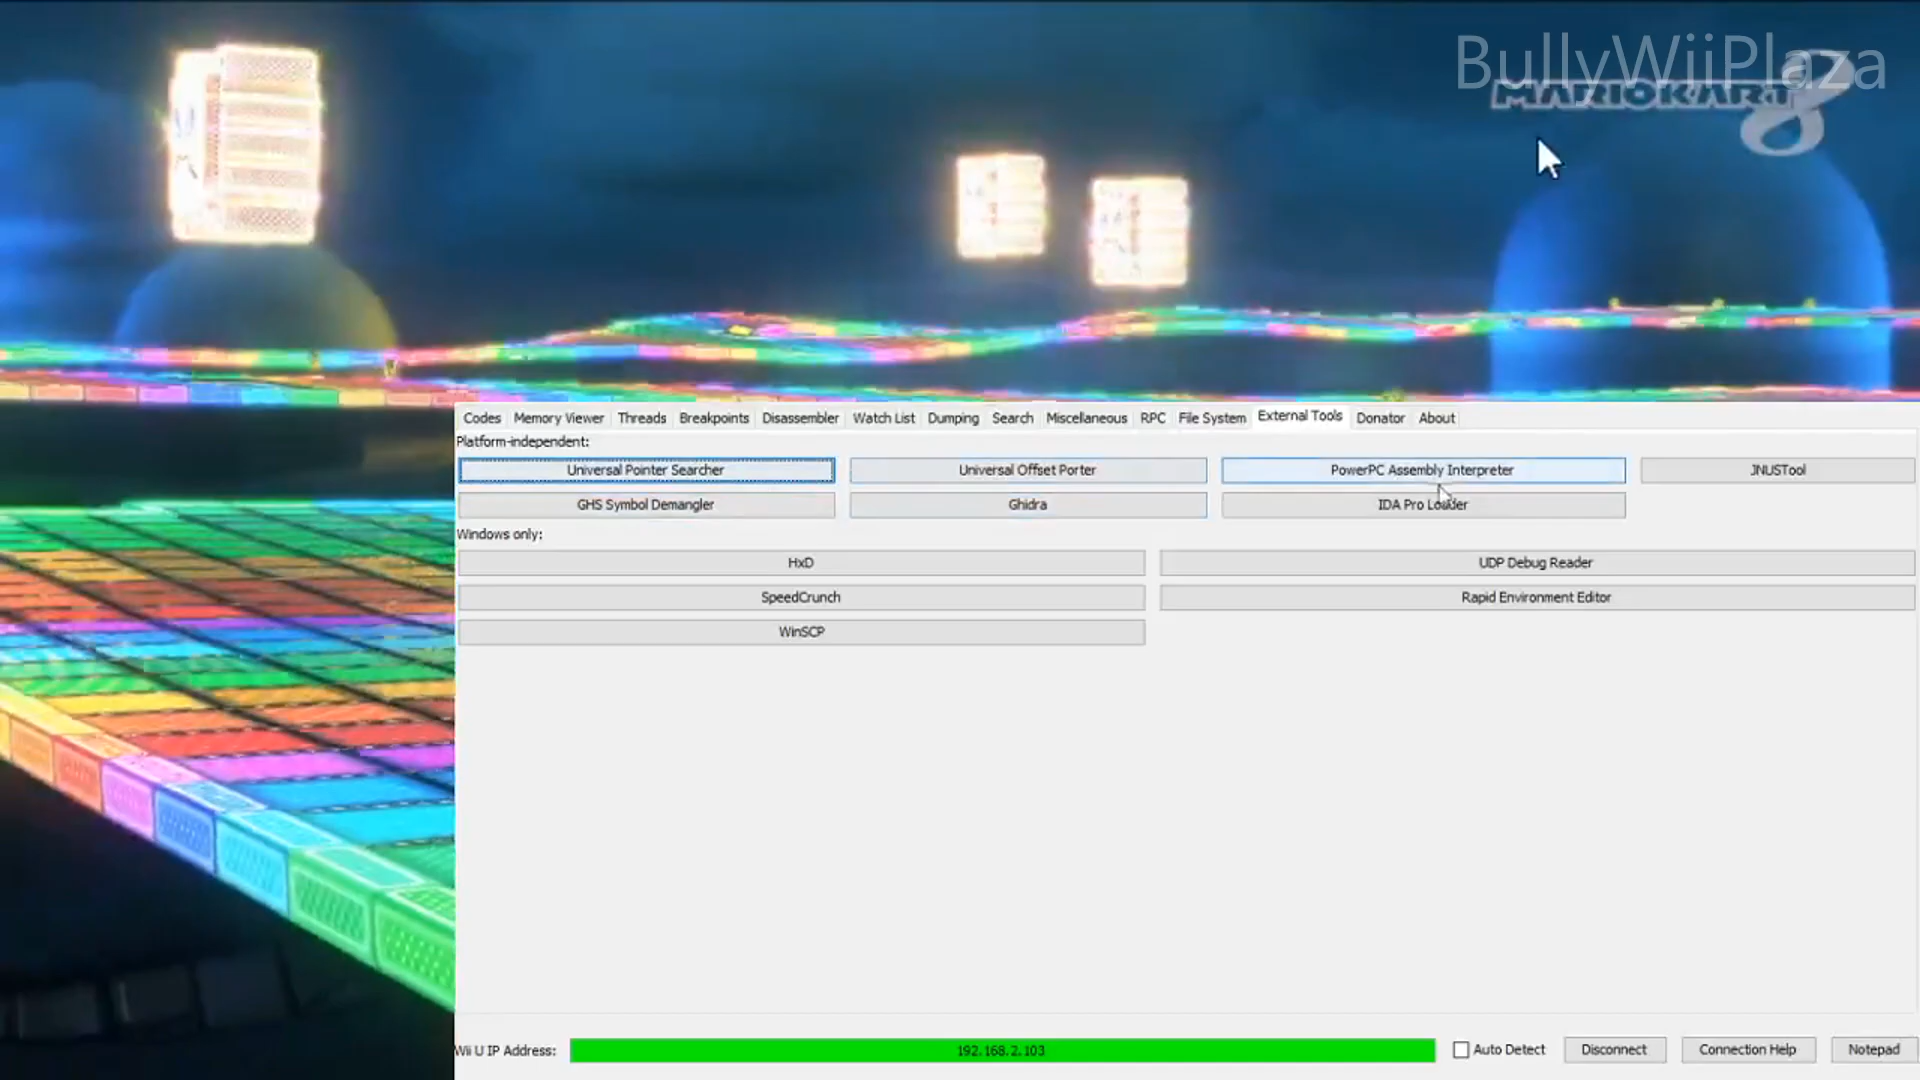 BullyWiiPlaza
MARIOKART 8
Codes Memory Viewer Threads Breakpoints Disassembler Watch List Dumping Search Miscellaneous RPC File System External Tools Donator About
Platform-independent:
Universal Pointer Searcher Universal Offset Porter PowerPC Assembly Interpreter JNUSTool
GHS Symbol Demangler Ghidra IDA Pro Loader
Windows only:
HxD UDP Debug Reader
SpeedCrunch Rapid Environment Editor
WinSCP
Wii U IP Address: 192.168.2.103 Auto Detect Disconnect Connection Help Notepad